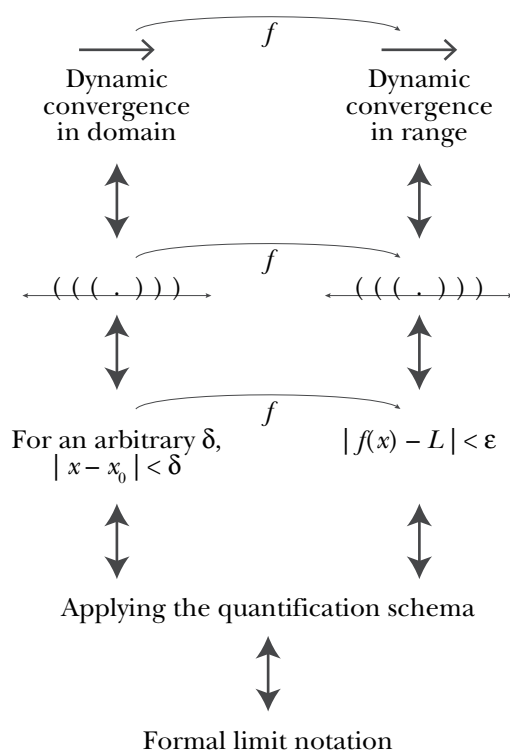 f
Dynamic
convergence
in domain
Dynamic
convergence
in range
f
( ( ( . ) ) )
( ( ( . ) ) )
f
For an arbitrary δ,
| x – x₀ | < δ
| f(x) – L | < ε
Applying the quantification schema
Formal limit notation